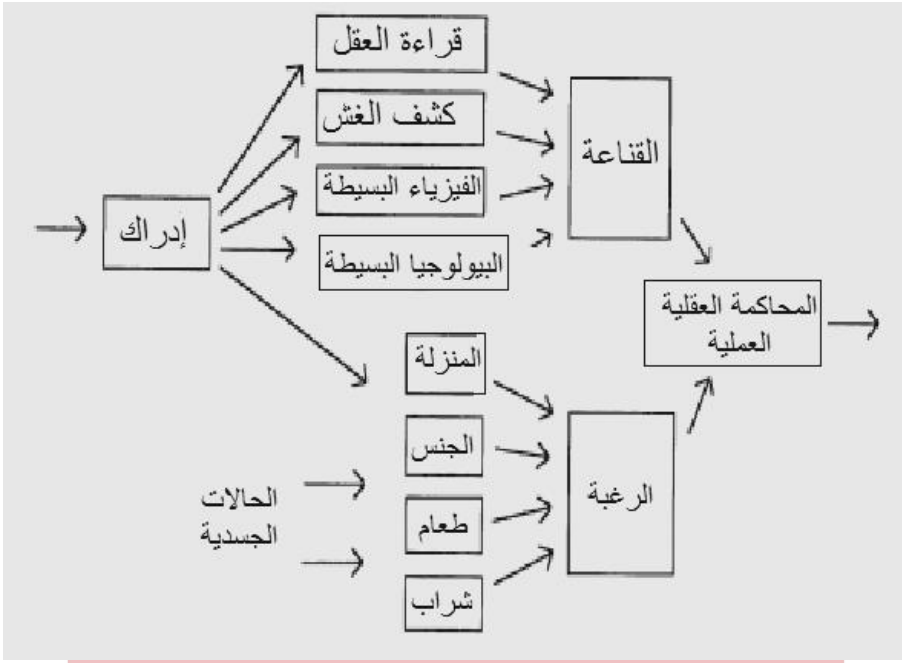 قراءة العقل
كشف الغش
القناعة
الفيزياء البسيطة
إدراك
البيولوجيا البسيطة
المحاكمة العقلية
العملية
المنزلة
الجنس
الرغبة
الحالات
الجسدية
طعام
شراب